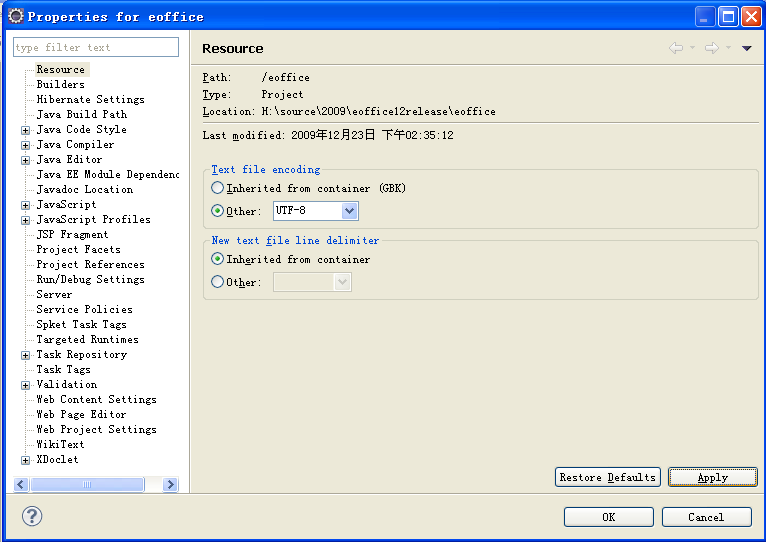 Properties for eoffice
type filter text
Resource
Builders
Hibernate Settings
Java Build Path
Java Code Style
Java Compiler
Java Editor
Java EE Module Dependenc
Javadoc Location
JavaScript
JavaScript Profiles
JSP Fragment
Project Facets
Project References
Run/Debug Settings
Server
Service Policies
Spket Task Tags
Targeted Runtimes
Task Repository
Task Tags
Validation
Web Content Settings
Web Page Editor
Web Project Settings
WikiText
XDoclet
Resource
Path: /eoffice
Type: Project
Location: H:\source\2009\eoffice12release\eoffice
Last modified: 2009年12月23日 下午02:35:12
Text file encoding
Inherited from container (GBK)
Other: UTF-8
New text file line delimiter
Inherited from container
Other:
Restore Defaults Apply
? OK Cancel